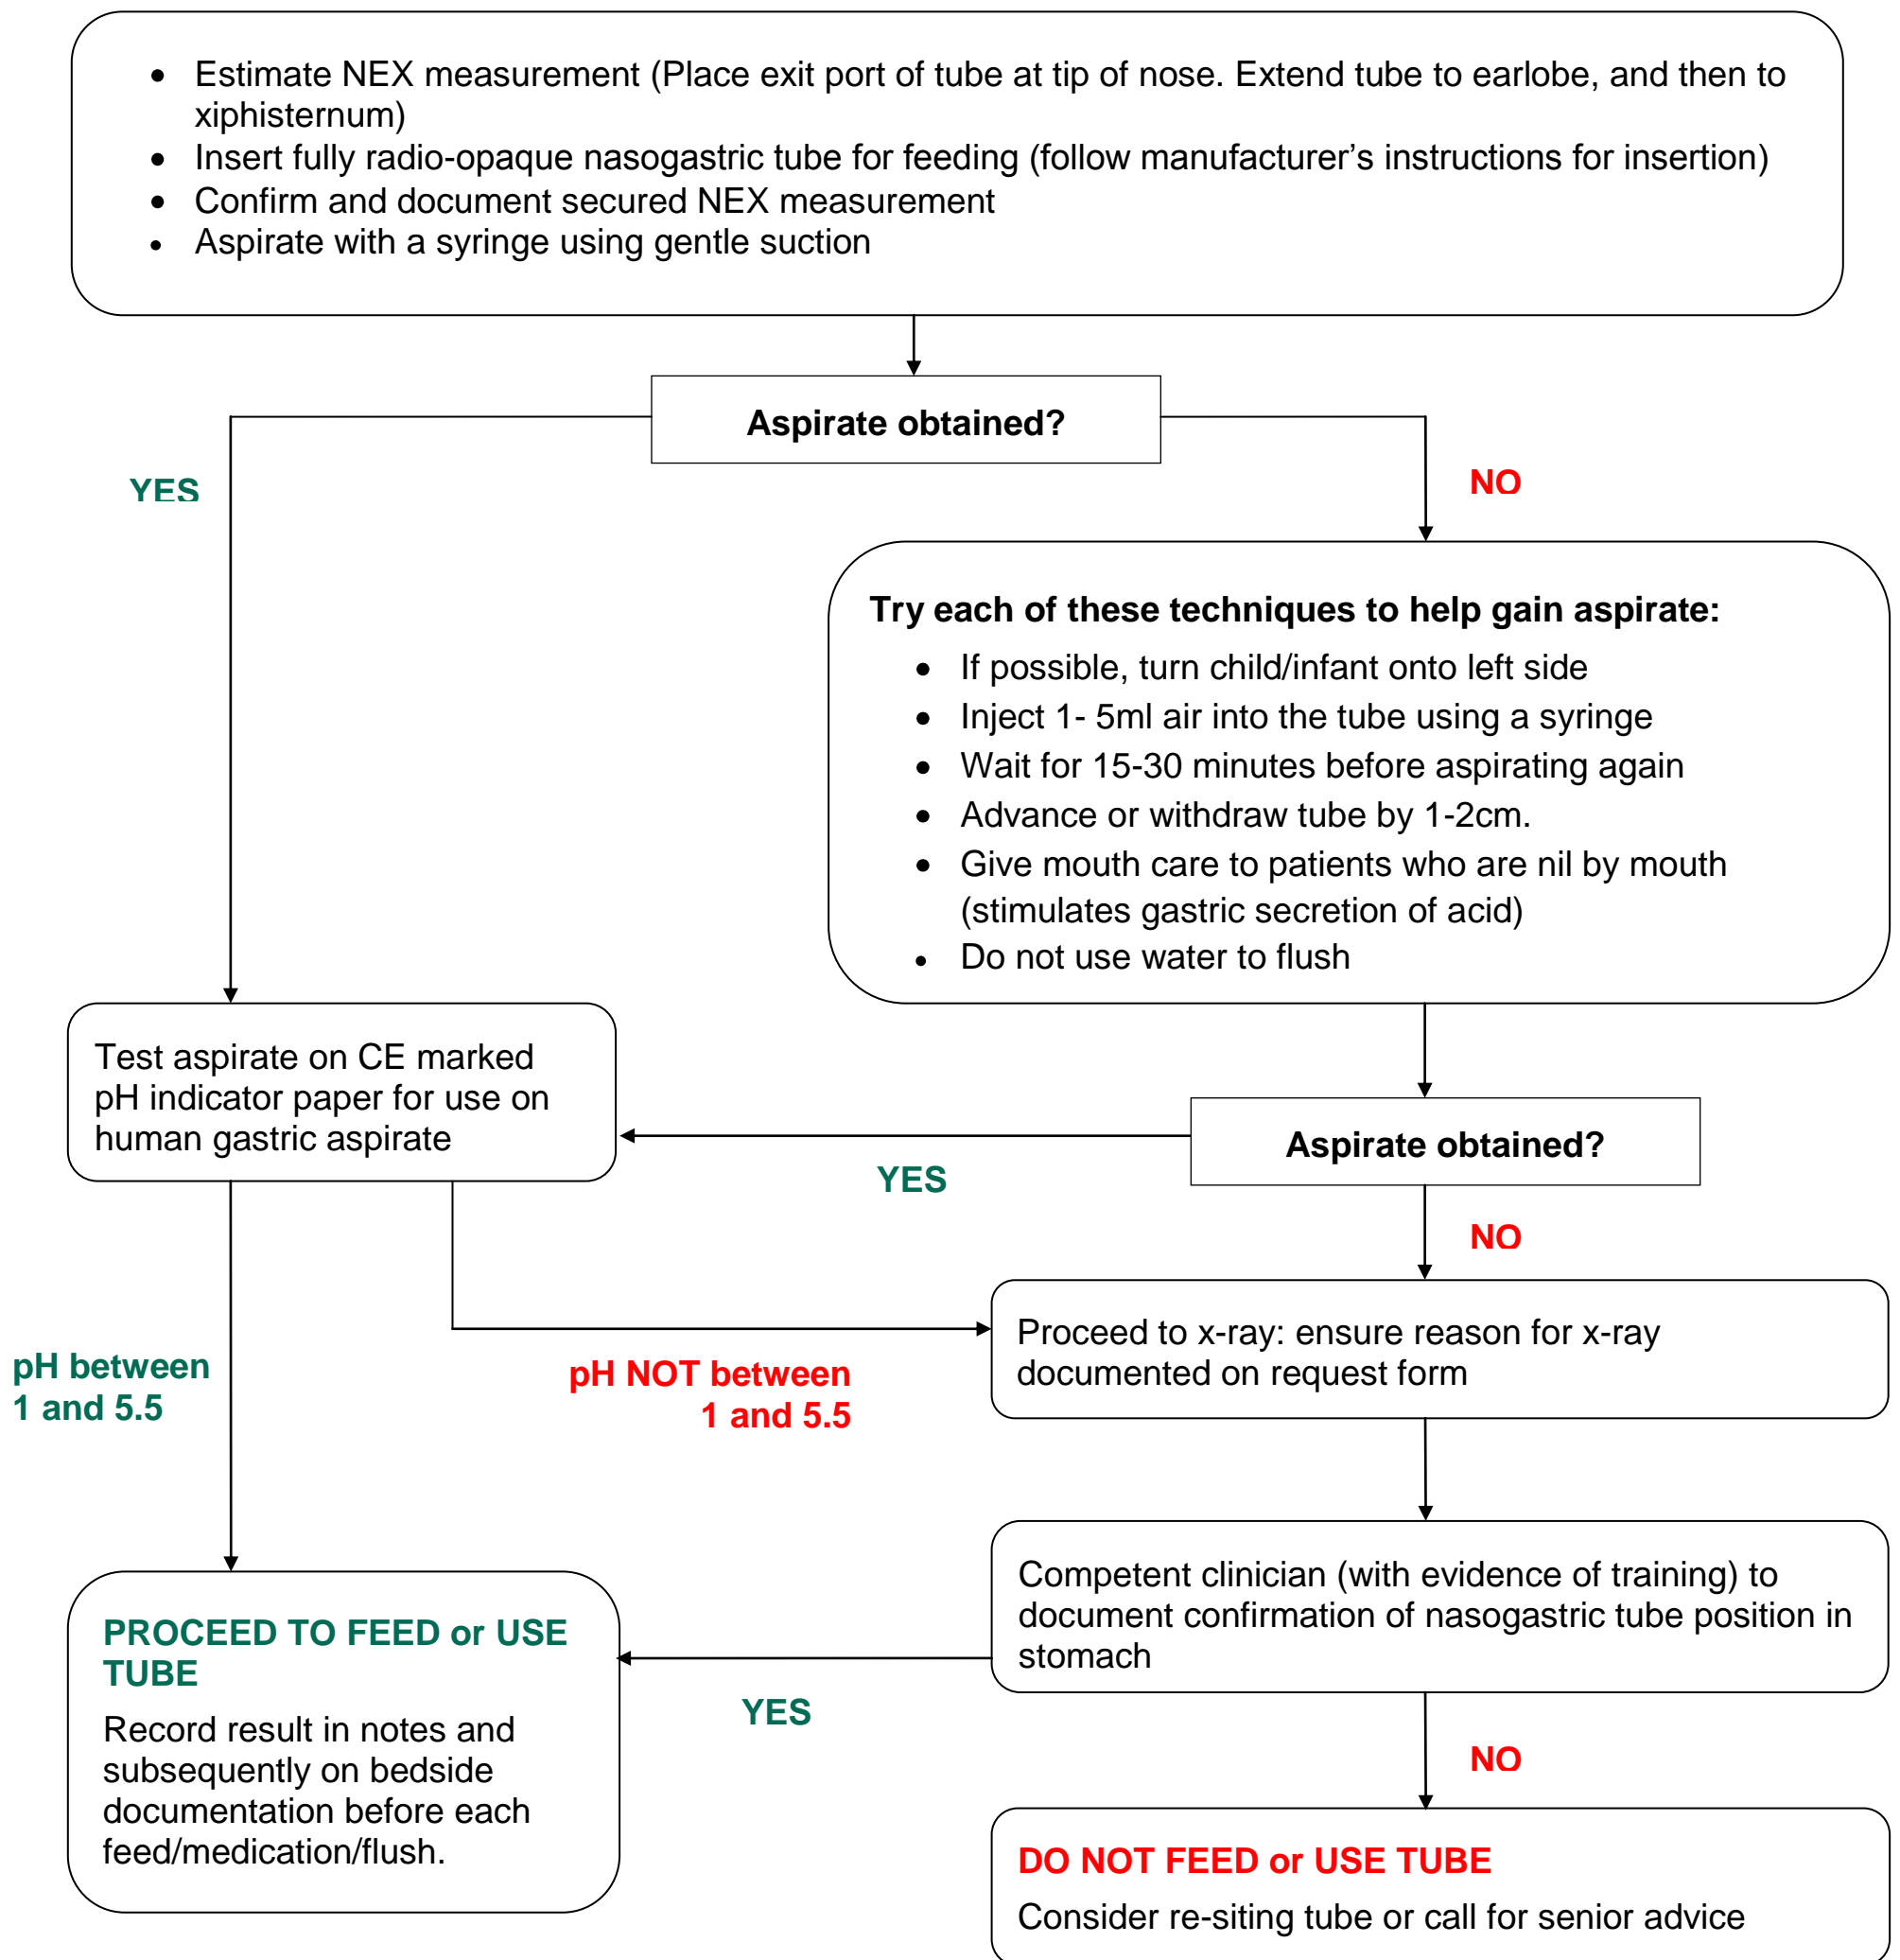 • Estimate NEX measurement (Place exit port of tube at tip of nose. Extend tube to earlobe, and then to
xiphisternum)
• Insert fully radio-opaque nasogastric tube for feeding (follow manufacturer’s instructions for insertion)
• Confirm and document secured NEX measurement
• Aspirate with a syringe using gentle suction
Aspirate obtained?
YES
NO
Try each of these techniques to help gain aspirate:
• If possible, turn child/infant onto left side
• Inject 1- 5ml air into the tube using a syringe
• Wait for 15-30 minutes before aspirating again
• Advance or withdraw tube by 1-2cm.
• Give mouth care to patients who are nil by mouth
(stimulates gastric secretion of acid)
• Do not use water to flush
Test aspirate on CE marked
pH indicator paper for use on
human gastric aspirate
Aspirate obtained?
YES
NO
Proceed to x-ray: ensure reason for x-ray
documented on request form
pH between
1 and 5.5
pH NOT between
1 and 5.5
Competent clinician (with evidence of training) to
document confirmation of nasogastric tube position in
stomach
PROCEED TO FEED or USE
TUBE
Record result in notes and
subsequently on bedside
documentation before each
feed/medication/flush.
YES
NO
DO NOT FEED or USE TUBE
Consider re-siting tube or call for senior advice